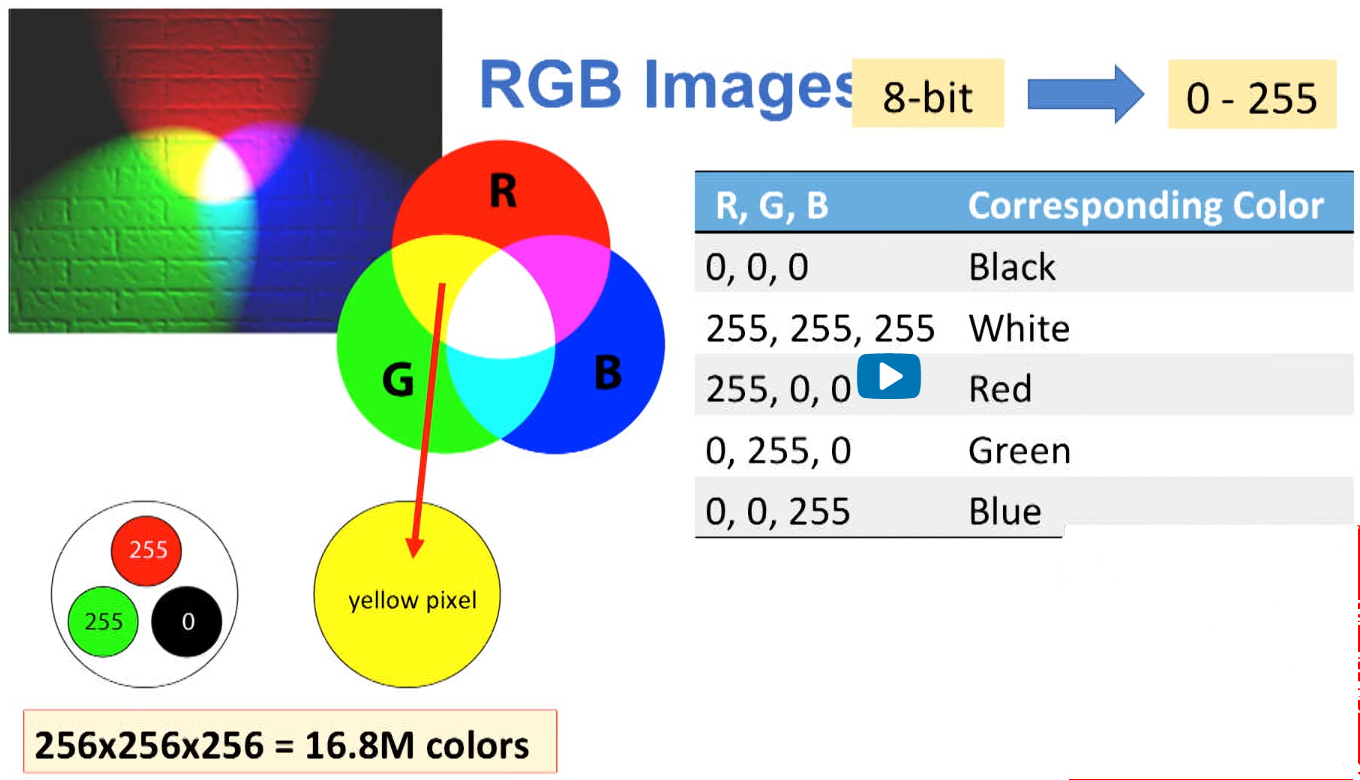 RGB Images
8-bit
0 - 255
R
G
B
R, G, B Corresponding Color
0, 0, 0 Black
255, 255, 255 White
255, 0, 0 Red
0, 255, 0 Green
0, 0, 255 Blue
255
255
0
yellow pixel
256x256x256 = 16.8M colors